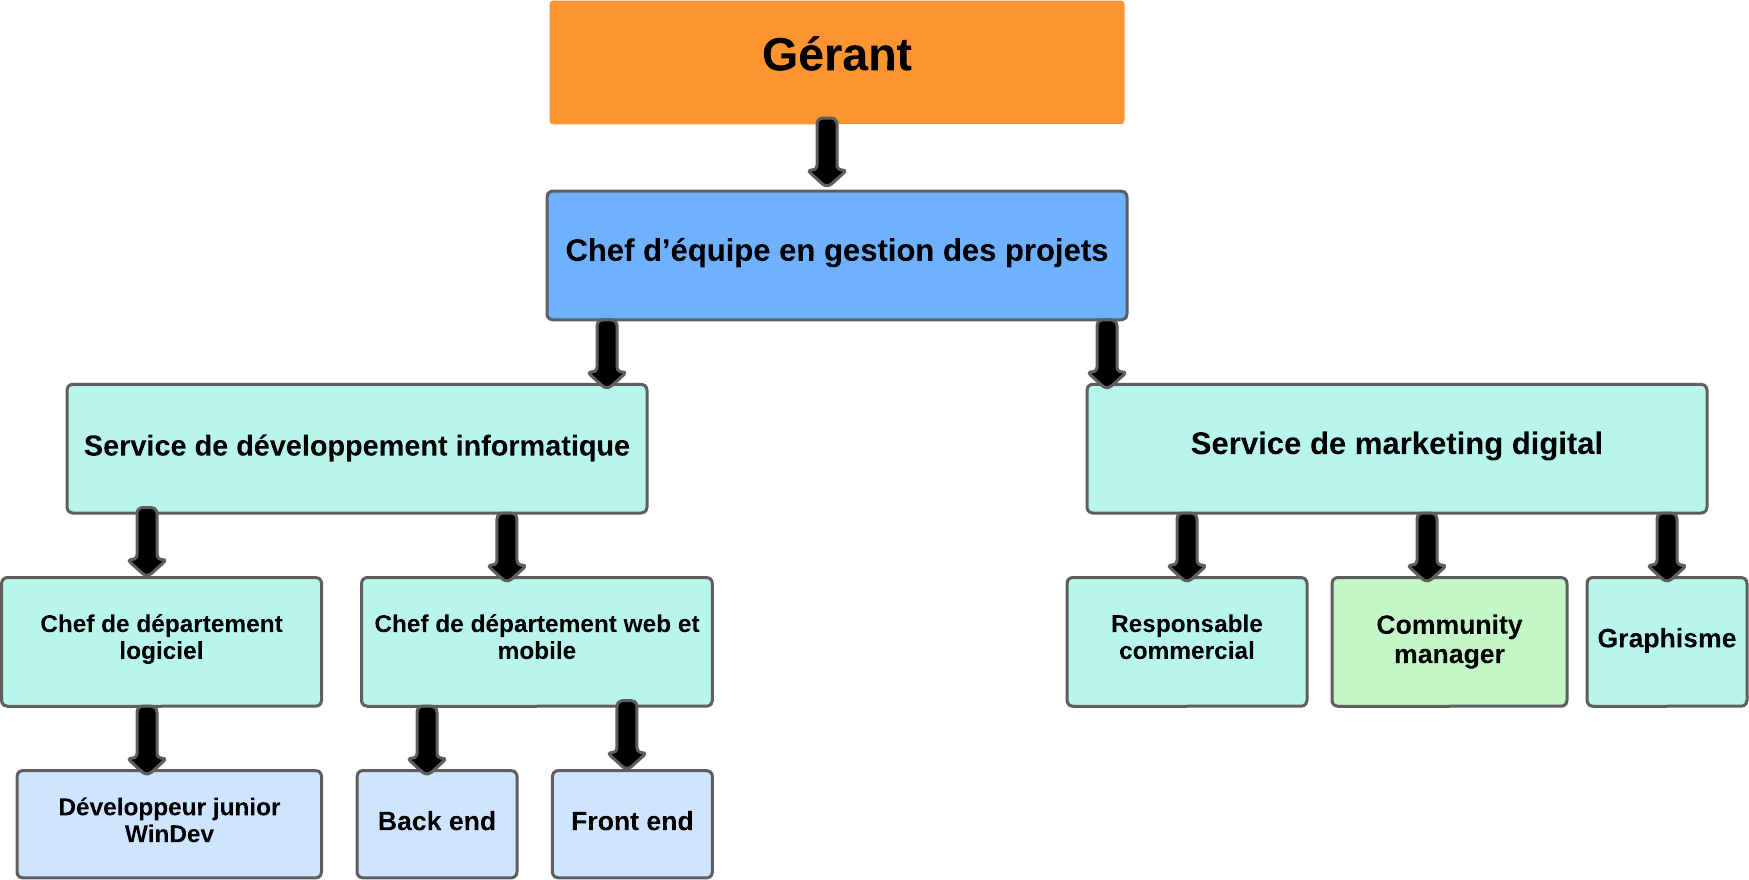 Gérant
Chef d’équipe en gestion des projets
Service de développement informatique
Service de marketing digital
Chef de département
logiciel
Chef de département web et
mobile
Responsable
commercial
Community
manager
Graphisme
Développeur junior
WinDev
Back end
Front end